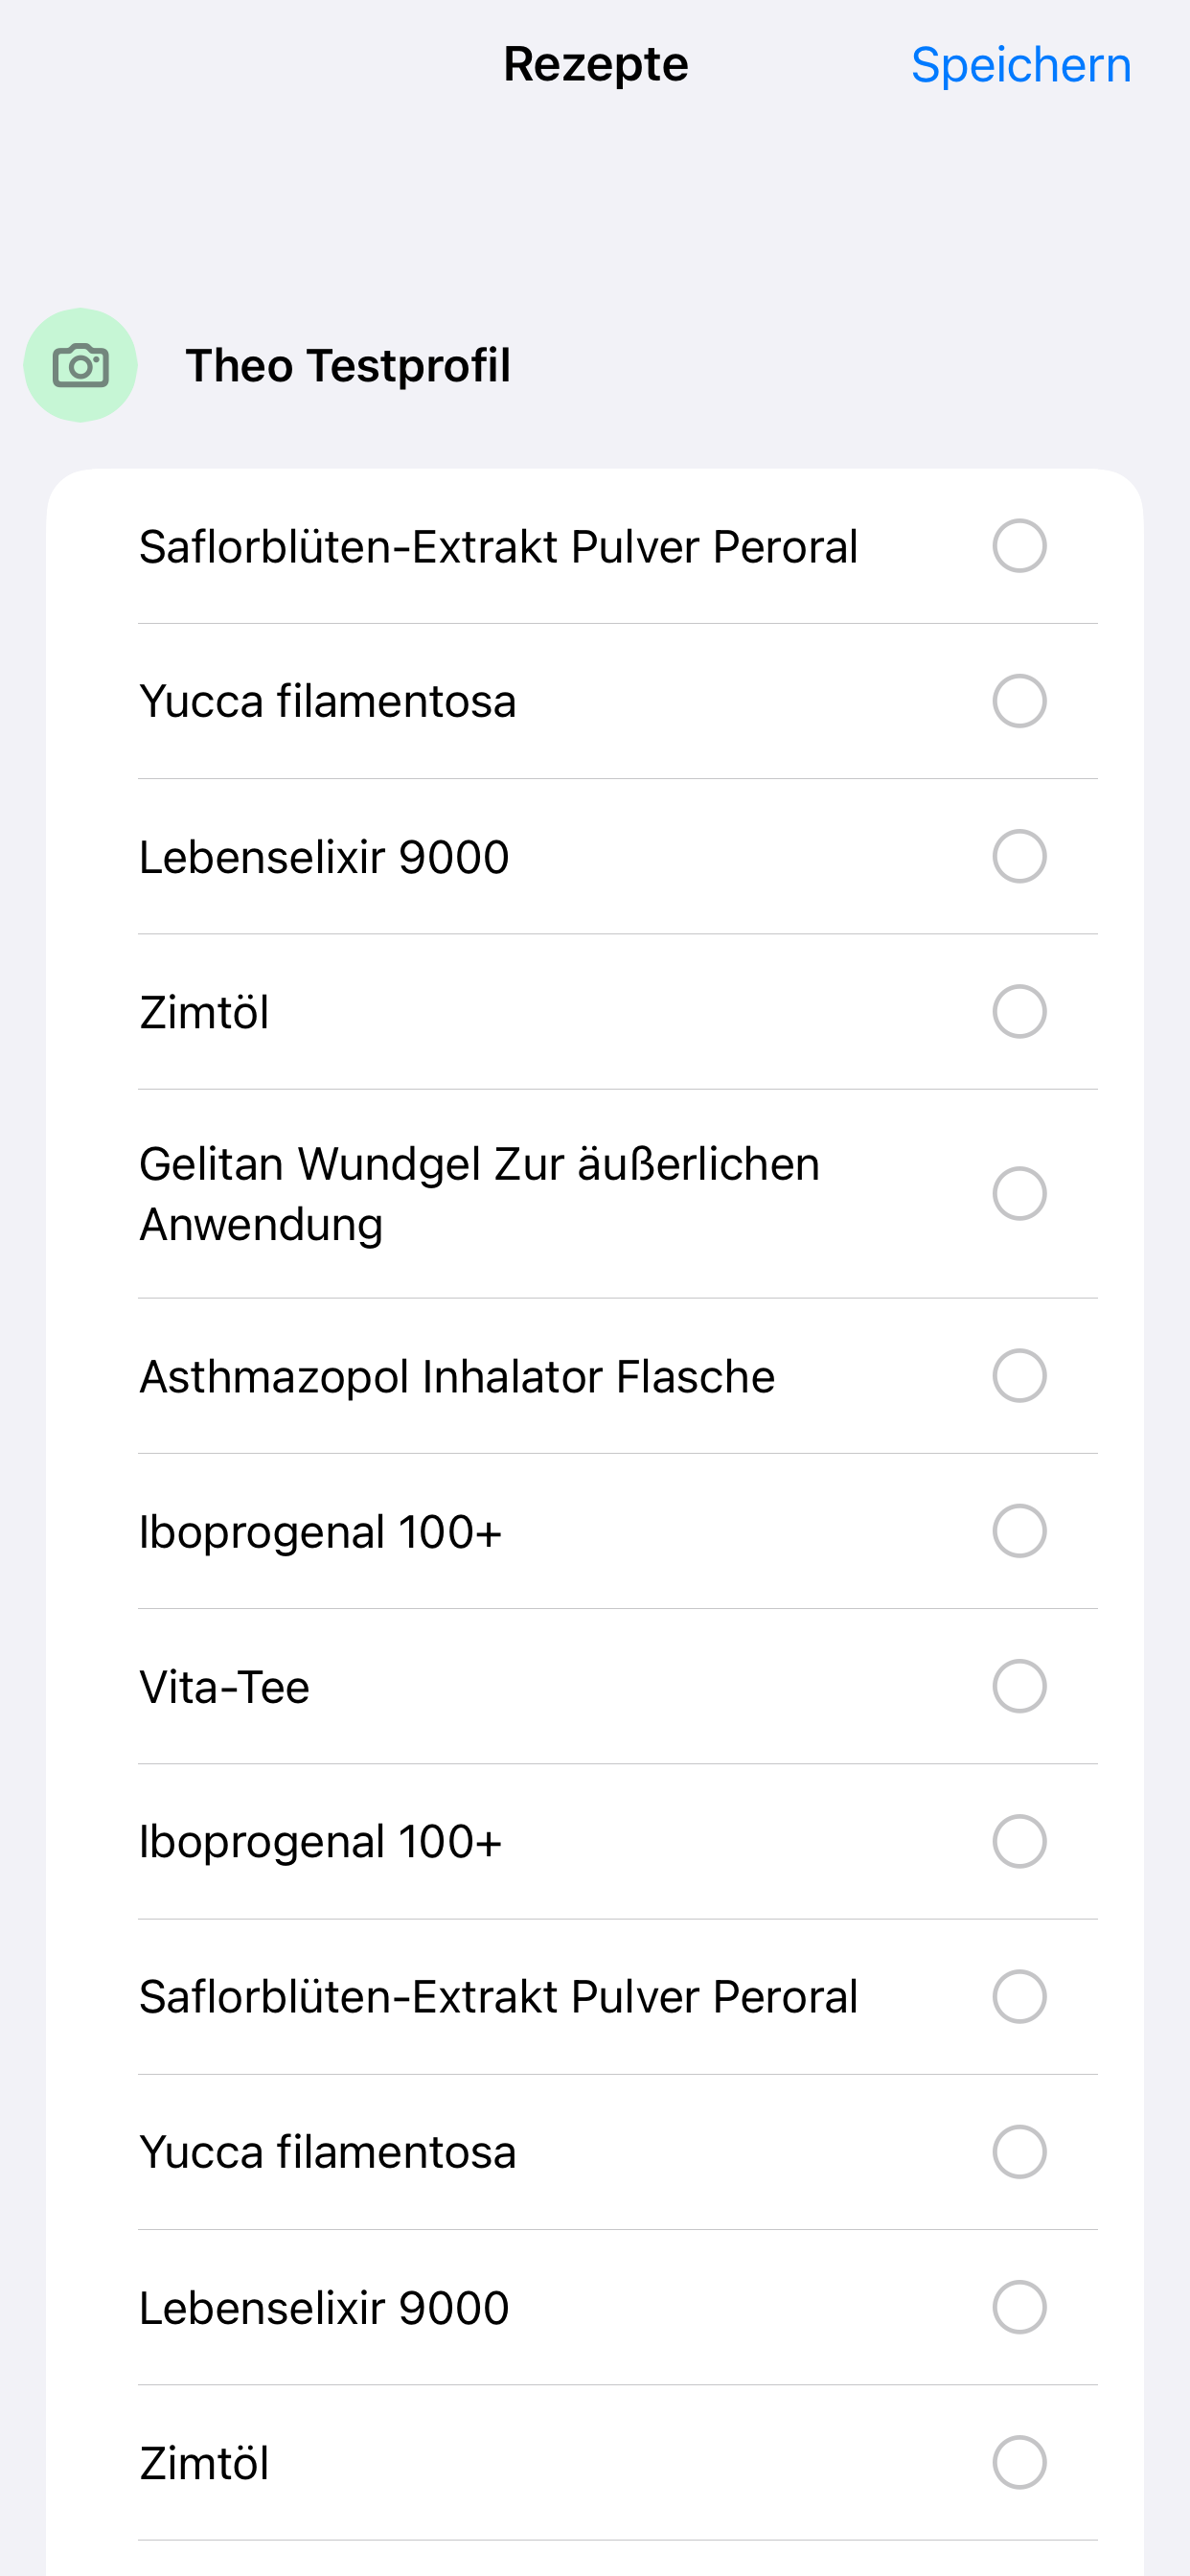 Rezepte
Speichern
Theo Testprofil
Saflorblüten-Extrakt Pulver Peroral
Yucca filamentosa
Lebenselixir 9000
Zimtöl
Gelitan Wundgel Zur äußerlichen
Anwendung
Asthmazopol Inhalator Flasche
Iboprogenal 100+
Vita-Tee
Iboprogenal 100+
Saflorblüten-Extrakt Pulver Peroral
Yucca filamentosa
Lebenselixir 9000
Zimtöl